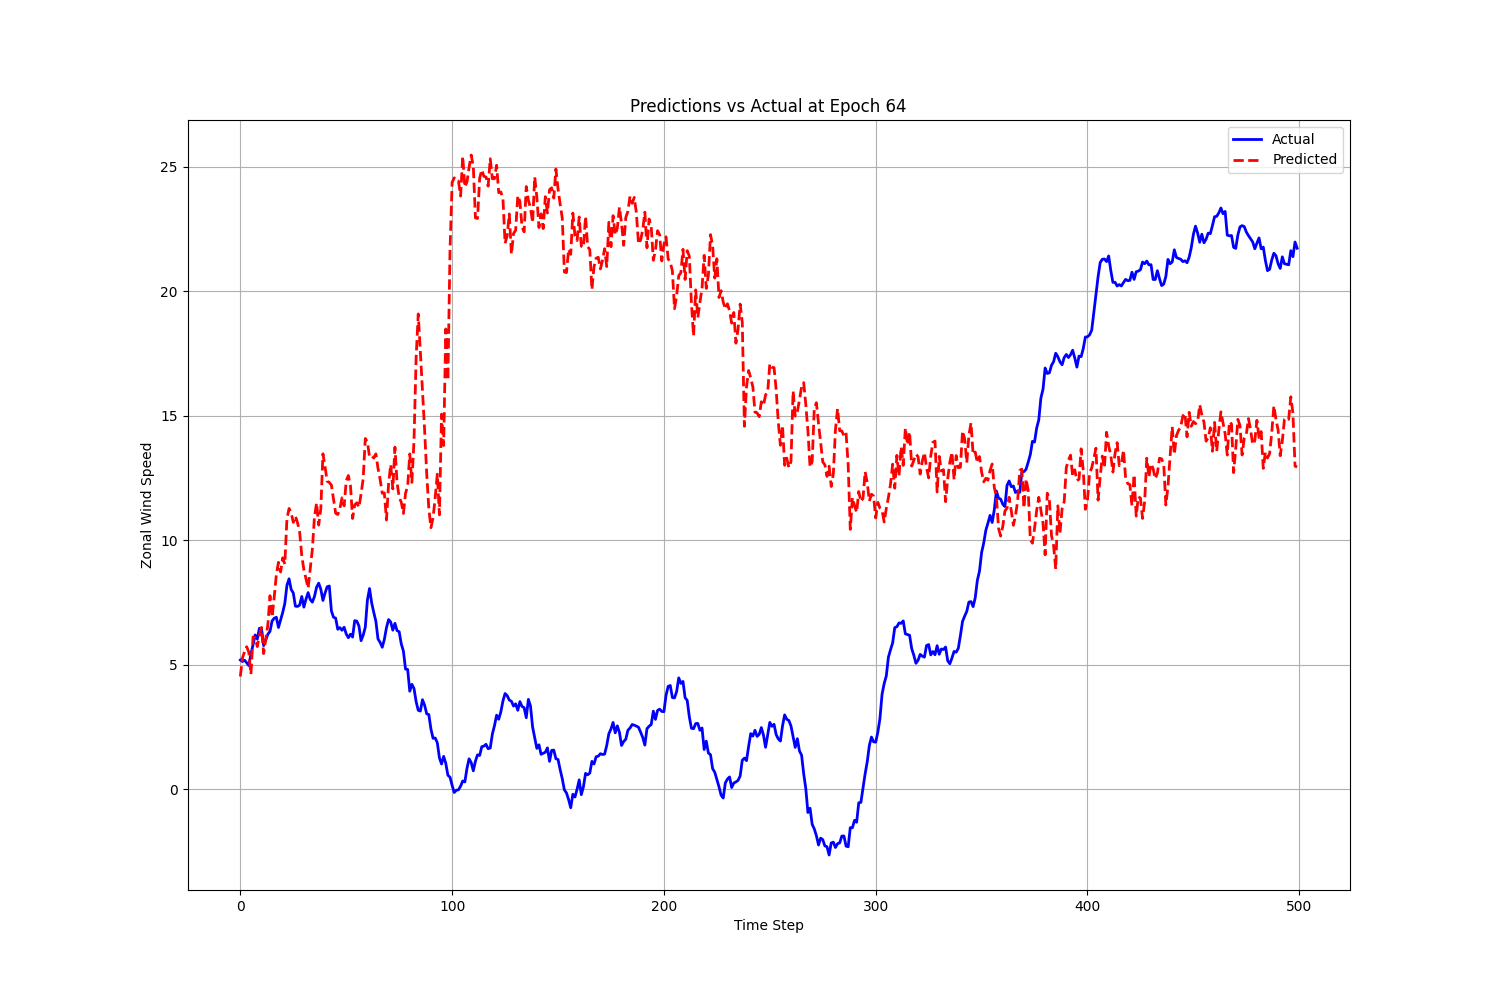 Predictions vs Actual at Epoch 64
Actual
Predicted
Zonal Wind Speed
25
20
15
10
5
0
0 100 200 300 400 500
Time Step